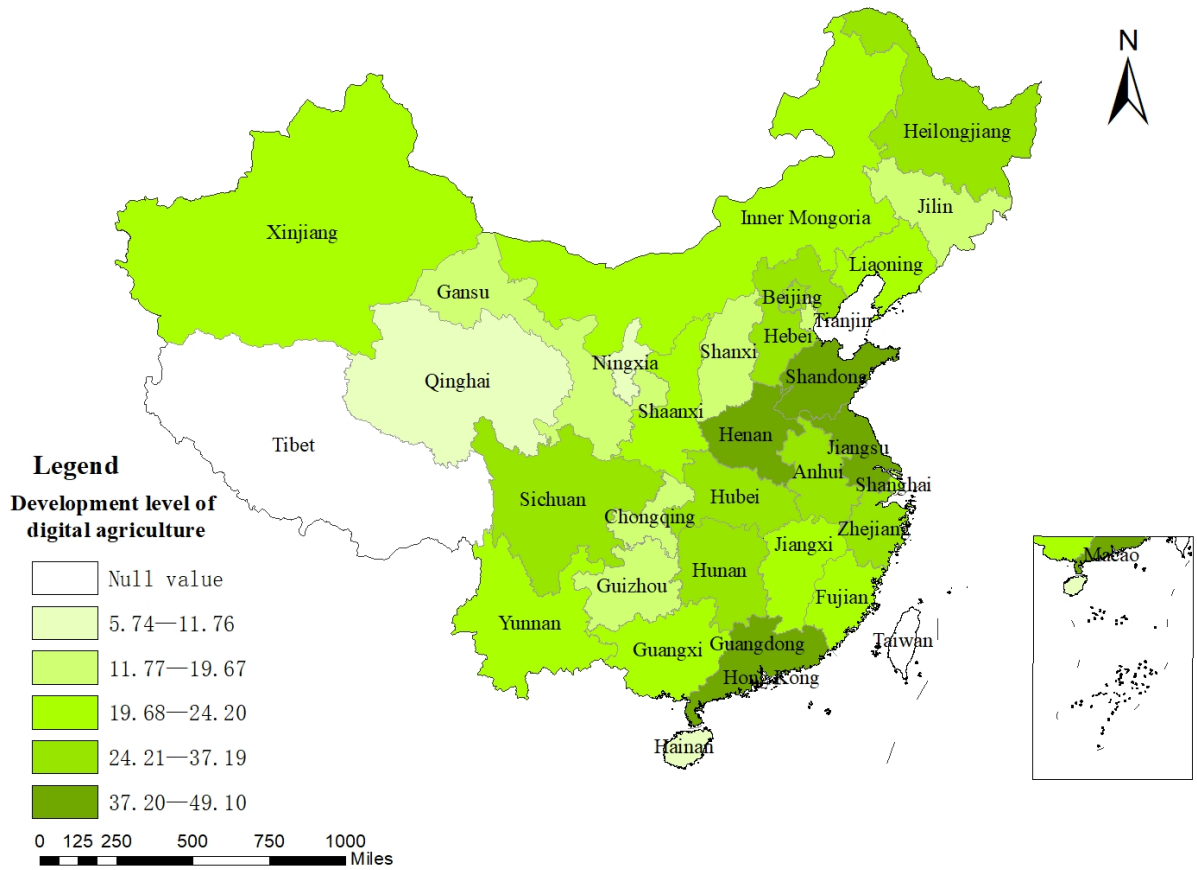 N
Heilongjiang
Jilin
Inner Mongoria
Xinjiang
Liaoning
Gansu
Beijing
Tianjin
Hebei
Shanxi
Ningxia
Shandong
Qinghai
Shaanxi
Henan
Jiangsu
Tibet
Anhui
Shanghai
Sichuan
Hubei
Chongqing
Zhejiang
Jiangxi
Hunan
Guizhou
Fujian
Yunnan
Guangxi
Guangdong
Taiwan
Hong Kong
Hainan
Macao
Legend
Development level of
digital agriculture
Null value
5.74—11.76
11.77—19.67
19.68—24.20
24.21—37.19
37.20—49.10
0 125 250 500 750 1000
Miles